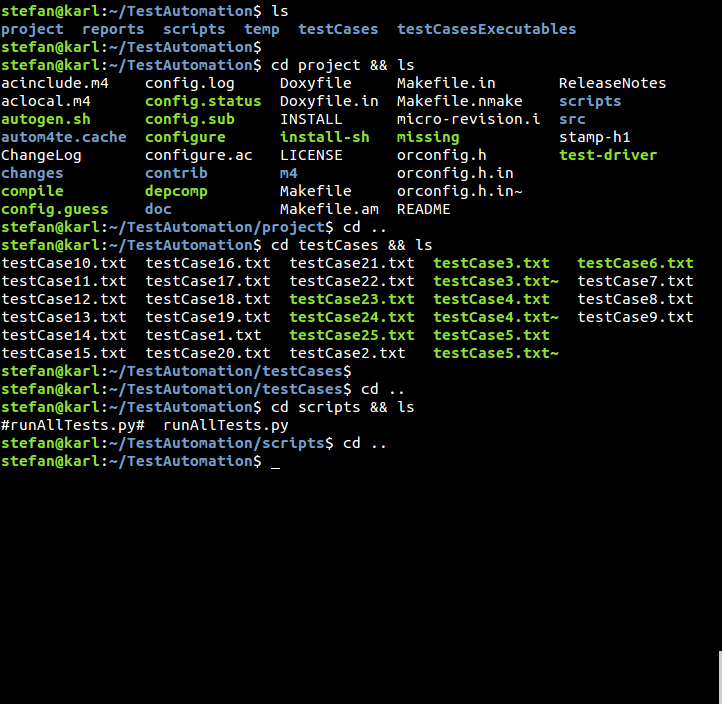 stefan@karl:~/TestAutomation$ ls
project  reports  scripts  temp  testCases  testCasesExecutables
stefan@karl:~/TestAutomation$
stefan@karl:~/TestAutomation$ cd project && ls
acinclude.m4    config.log     Doxyfile     Makefile.in       ReleaseNotes
aclocal.m4      config.status  Doxyfile.in  Makefile.nmake    scripts
autogen.sh      config.sub     INSTALL      micro-revision.i  src
autom4te.cache  configure      install-sh   missing           stamp-h1
ChangeLog       configure.ac   LICENSE      orconfig.h        test-driver
changes         contrib        m4           orconfig.h.in
compile         depcomp        Makefile     orconfig.h.in~
config.guess    doc            Makefile.am  README
stefan@karl:~/TestAutomation/project$ cd ..
stefan@karl:~/TestAutomation$ cd testCases && ls
testCase10.txt  testCase16.txt  testCase21.txt  testCase3.txt   testCase6.txt
testCase11.txt  testCase17.txt  testCase22.txt  testCase3.txt~  testCase7.txt
testCase12.txt  testCase18.txt  testCase23.txt  testCase4.txt   testCase8.txt
testCase13.txt  testCase19.txt  testCase24.txt  testCase4.txt~  testCase9.txt
testCase14.txt  testCase1.txt   testCase25.txt  testCase5.txt
testCase15.txt  testCase20.txt  testCase2.txt   testCase5.txt~
stefan@karl:~/TestAutomation/testCases$
stefan@karl:~/TestAutomation/testCases$ cd ..
stefan@karl:~/TestAutomation$ cd scripts && ls
#runAllTests.py#  runAllTests.py
stefan@karl:~/TestAutomation/scripts$ cd ..
stefan@karl:~/TestAutomation$ _